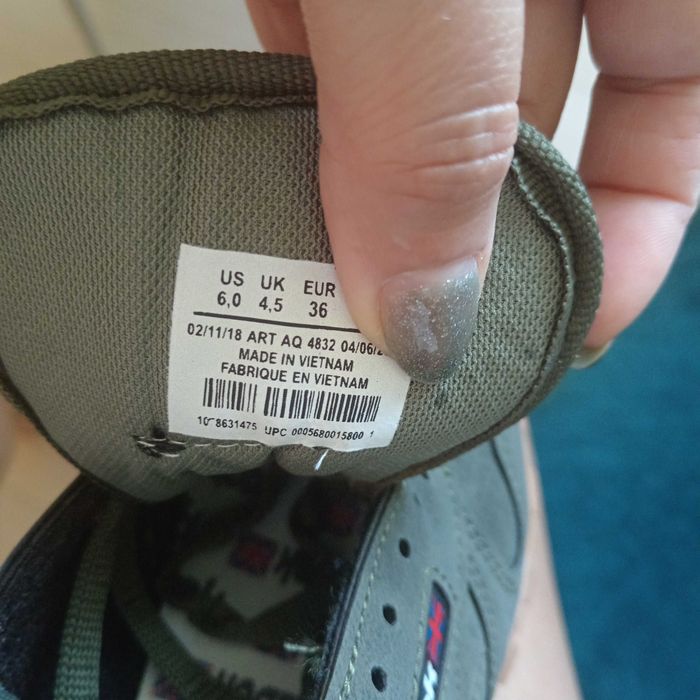 US UK EUR
6,0 4,5 36
02/11/18 ART AQ 4832 04/06/2
MADE IN VIETNAM
FABRIQUE EN VIETNAM
8631475 UPC 0005680015800 1